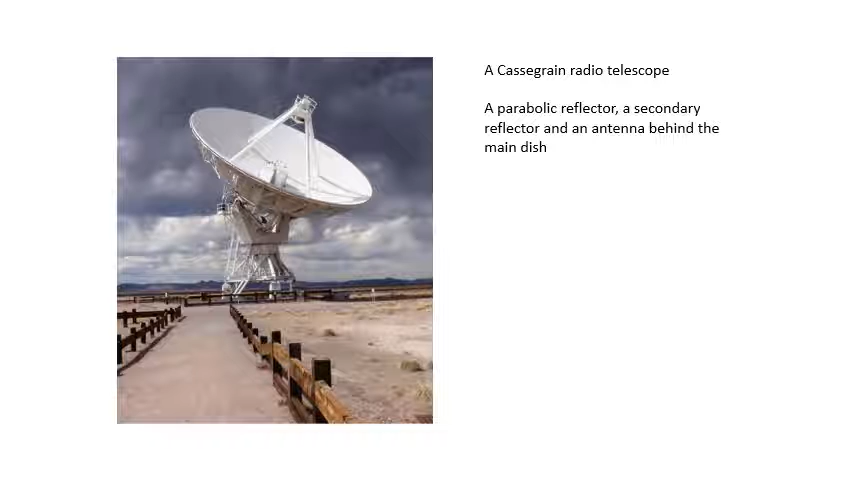 A Cassegrain radio telescope
A parabolic reflector, a secondary
reflector and an antenna behind the
main dish